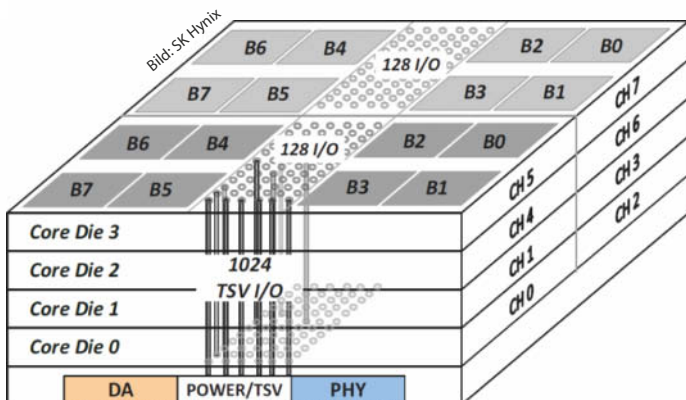 Bild: SK Hynix
B6 B4 B2 B0
128 I/O
B7 B5 B3 B1
CH 7
B6 B4 B2 B0
128 I/O
CH 6
B7 B5 B3 B1
CH 5
CH 3
Core Die 3
CH 4
CH 2
Core Die 2
1024
CH 1
TSV I/O
Core Die 1
CH 0
Core Die 0
DA POWER/TSV PHY